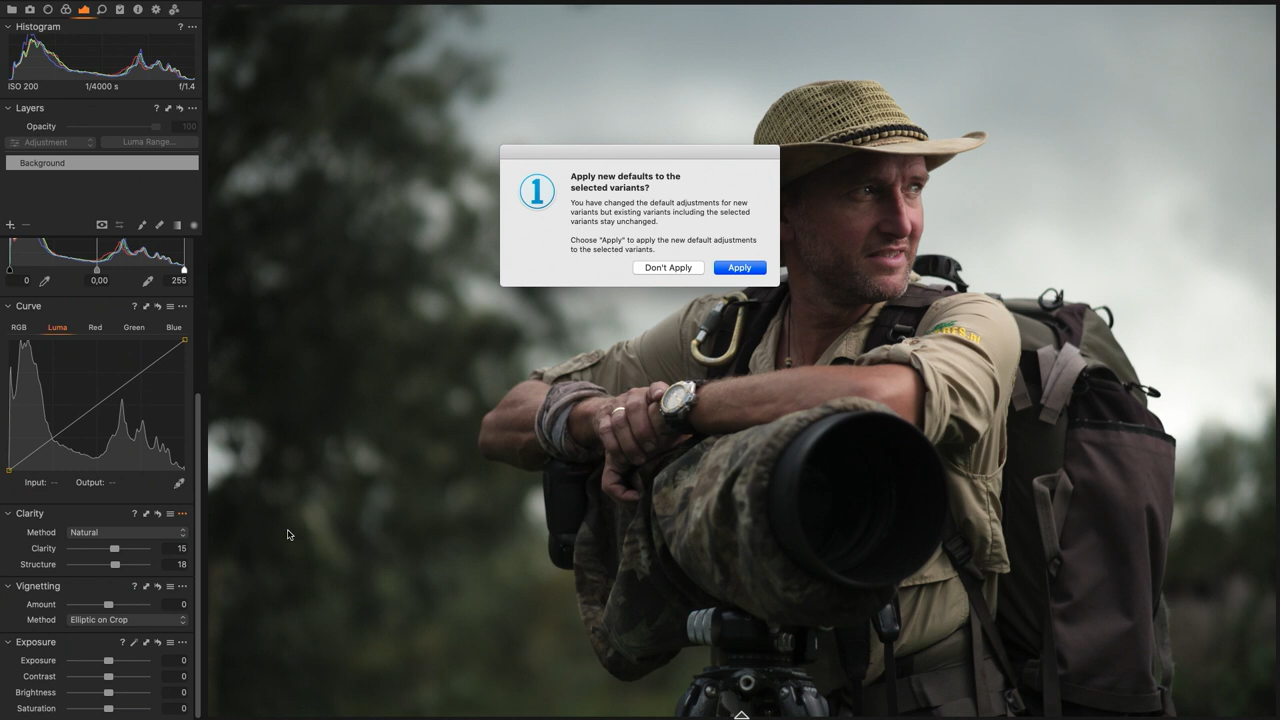 Histogram ?
ISO 200 1/4000 s f/1.4
Layers ?
Opacity 100
Adjustment Luma Range...
Background
0 0,00 255
Curve ?
RGB Luma Red Green Blue
Input: -- Output: --
Clarity ?
Method Natural
Clarity 15
Structure 18
Vignetting ?
Amount 0
Method Elliptic on Crop
Exposure ?
Exposure 0
Contrast 0
Brightness 0
Saturation 0
1
Apply new defaults to the
selected variants?
You have changed the default adjustments for new
variants but existing variants including the selected
variants stay unchanged.
Choose "Apply" to apply the new default adjustments
to the selected variants.
Don't Apply Apply